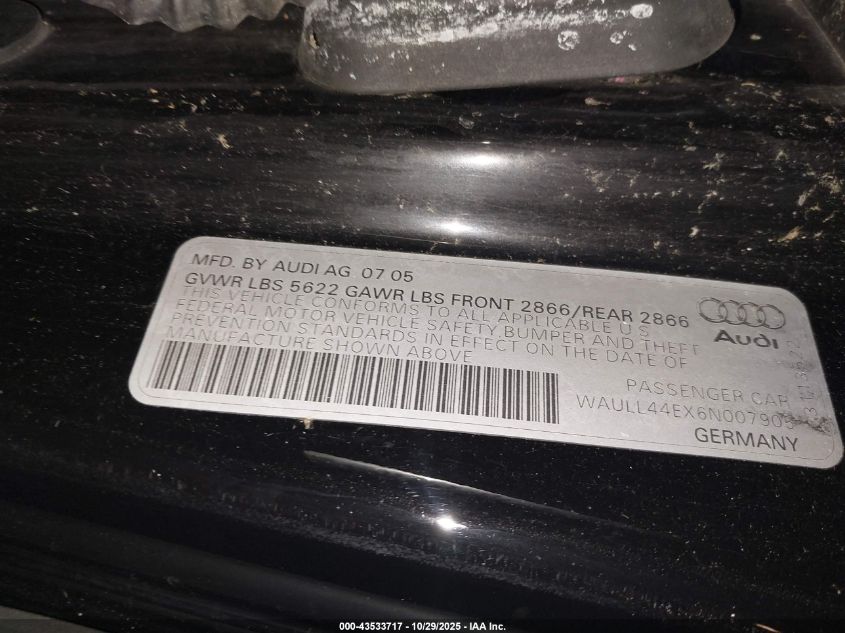 MFD. BY AUDI AG 07 05
GVWR LBS 5622 GAWR LBS FRONT 2866/REAR 2866
THIS VEHICLE CONFORMS TO ALL APPLICABLE U S
FEDERAL MOTOR VEHICLE SAFETY, BUMPER AND THEFT
PREVENTION STANDARDS IN EFFECT ON THE DATE OF
MANUFACTURE SHOWN ABOVE
Audi
PASSENGER CAR
WAULL44EX6N007905
GERMANY
000-43533717 - 10/29/2025 - IAA Inc.